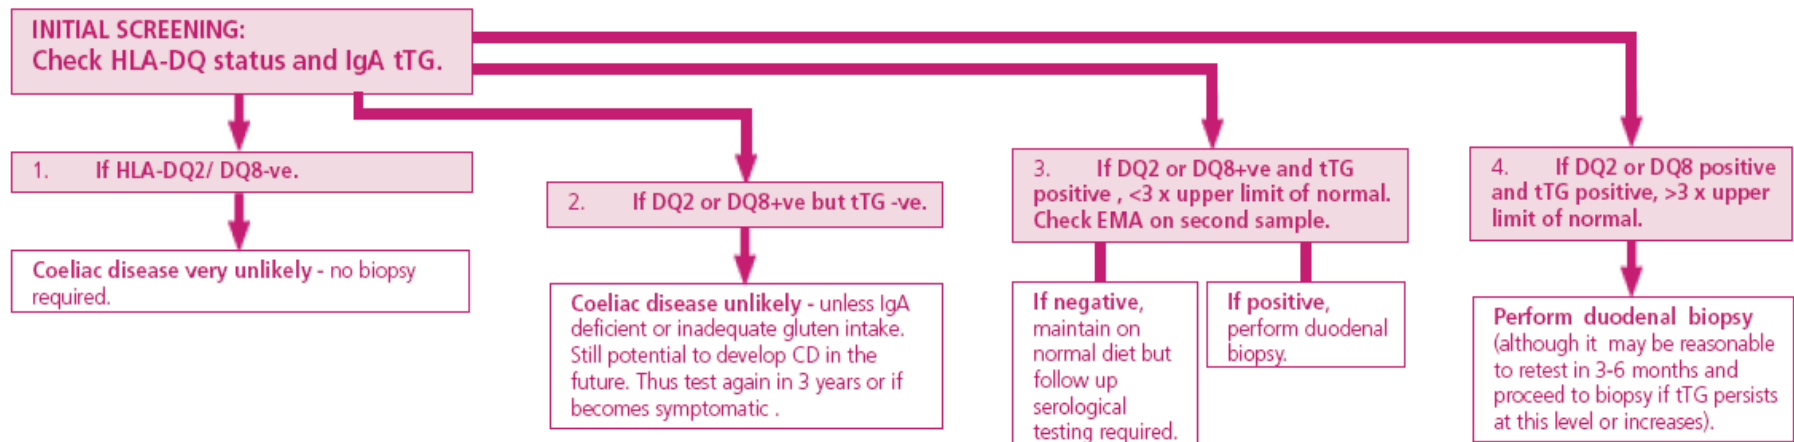 INITIAL SCREENING:
Check HLA-DQ status and IgA tTG.
1. If HLA-DQ2/ DQ8-ve.
Coeliac disease very unlikely - no biopsy
required.
2. If DQ2 or DQ8+ve but tTG -ve.
Coeliac disease unlikely - unless IgA
deficient or inadequate gluten intake.
Still potential to develop CD in the
future. Thus test again in 3 years or if
becomes symptomatic .
3. If DQ2 or DQ8+ve and tTG
positive , <3 x upper limit of normal.
Check EMA on second sample.
If negative,
maintain on
normal diet but
follow up
serological
testing required.
If positive,
perform duodenal
biopsy.
4. If DQ2 or DQ8 positive
and tTG positive, >3 x upper
limit of normal.
Perform duodenal biopsy
(although it may be reasonable
to retest in 3-6 months and
proceed to biopsy if tTG persists
at this level or increases).